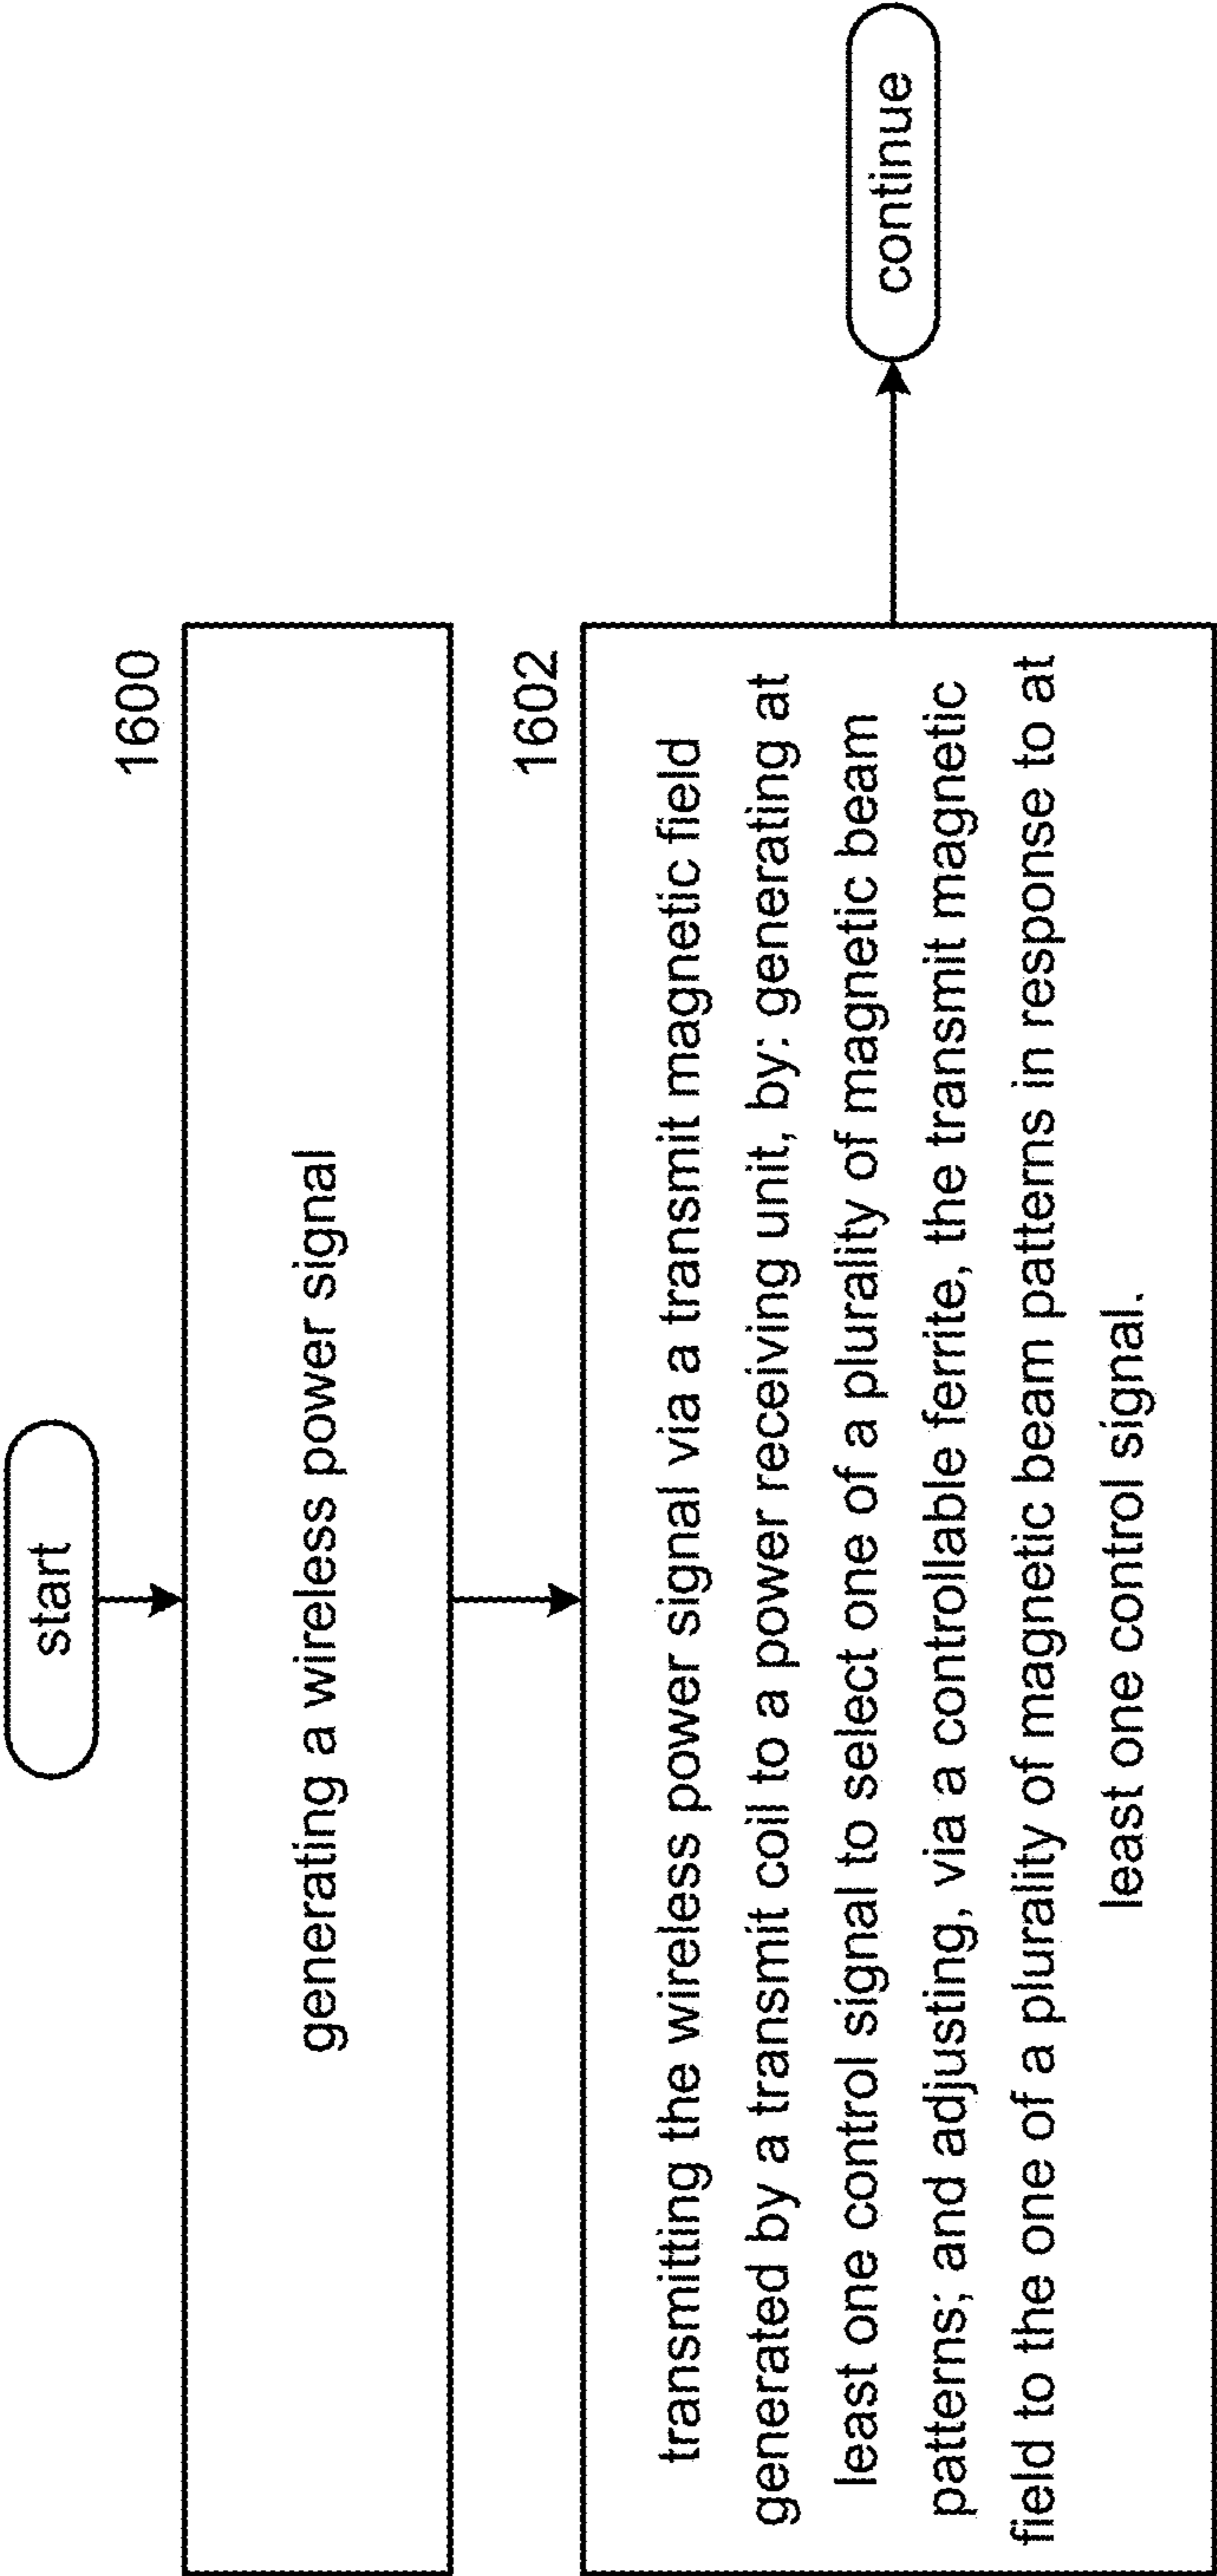 start
1600
generating a wireless power signal
1602
transmitting the wireless power signal via a transmit magnetic field
generated by a transmit coil to a power receiving unit, by: generating at
least one control signal to select one of a plurality of magnetic beam
patterns; and adjusting, via a controllable ferrite, the transmit magnetic
field to the one of a plurality of magnetic beam patterns in response to at
least one control signal.
continue